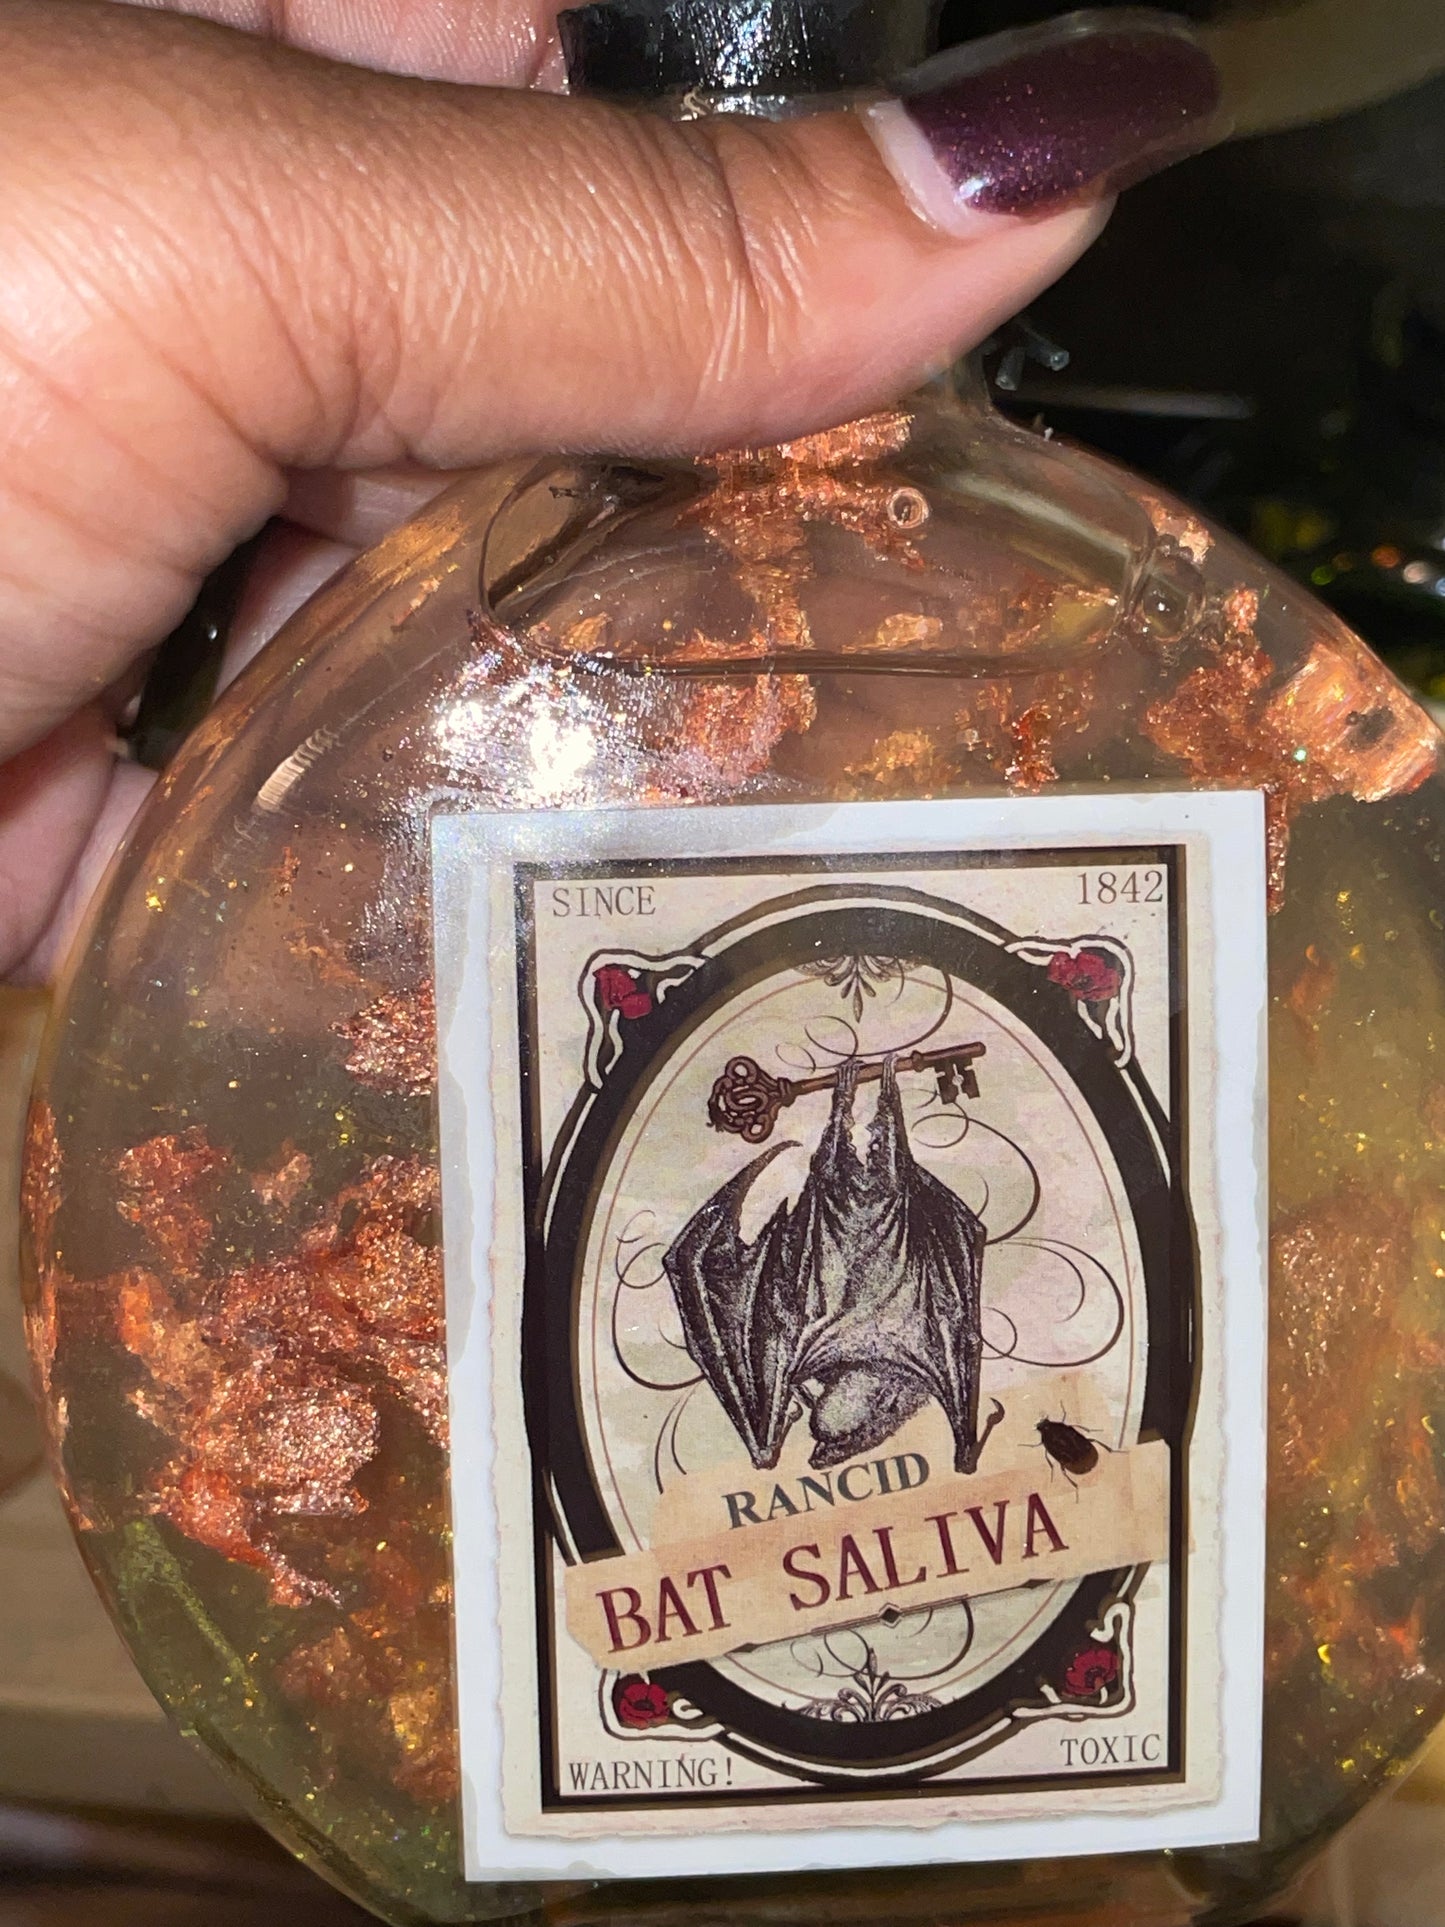 SINCE 1842
RANCID
BAT SALIVA
WARNING! TOXIC